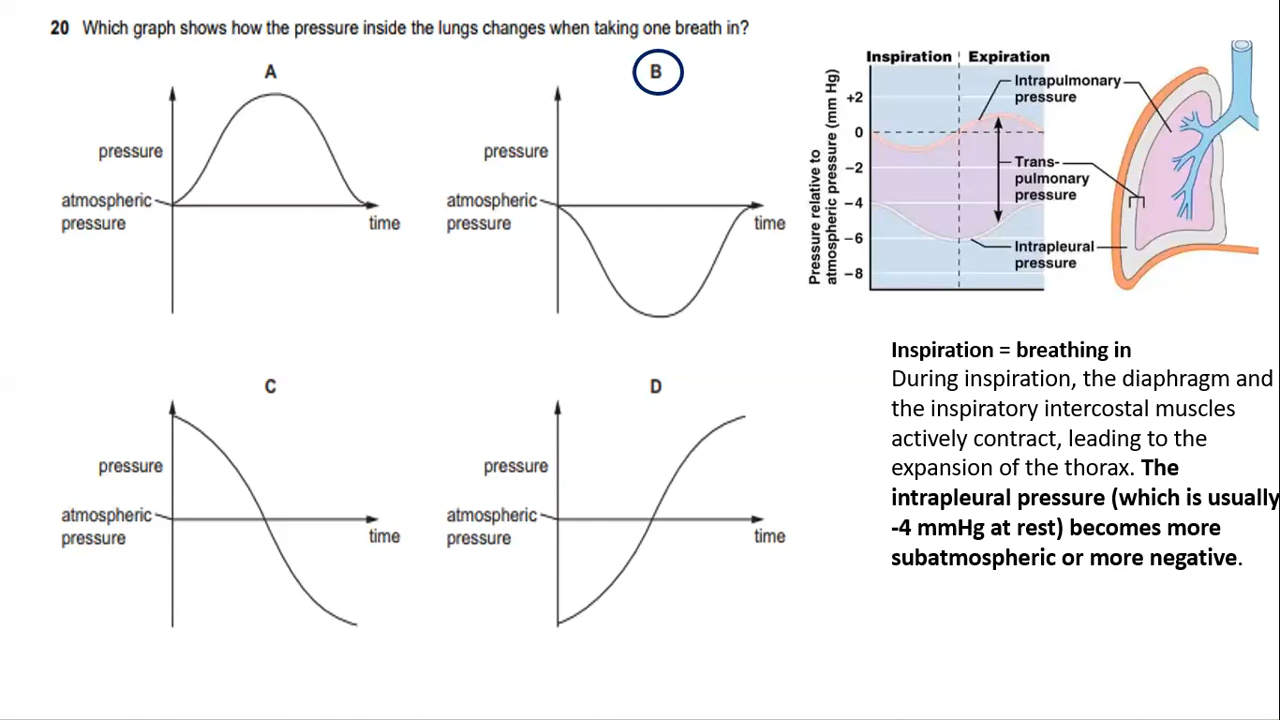 20 Which graph shows how the pressure inside the lungs changes when taking one breath in?
A
pressure
atmospheric
pressure
time
B
pressure
atmospheric
pressure
time
C
pressure
atmospheric
pressure
time
D
pressure
atmospheric
pressure
time
Inspiration
Expiration
Pressure relative to
atmospheric pressure (mm Hg)
+2
0
−2
−4
−6
−8
Intrapulmonary
pressure
Trans-
pulmonary
pressure
Intrapleural
pressure
Inspiration = breathing in
During inspiration, the diaphragm and
the inspiratory intercostal muscles
actively contract, leading to the
expansion of the thorax. The
intrapleural pressure (which is usually
-4 mmHg at rest) becomes more
subatmospheric or more negative.